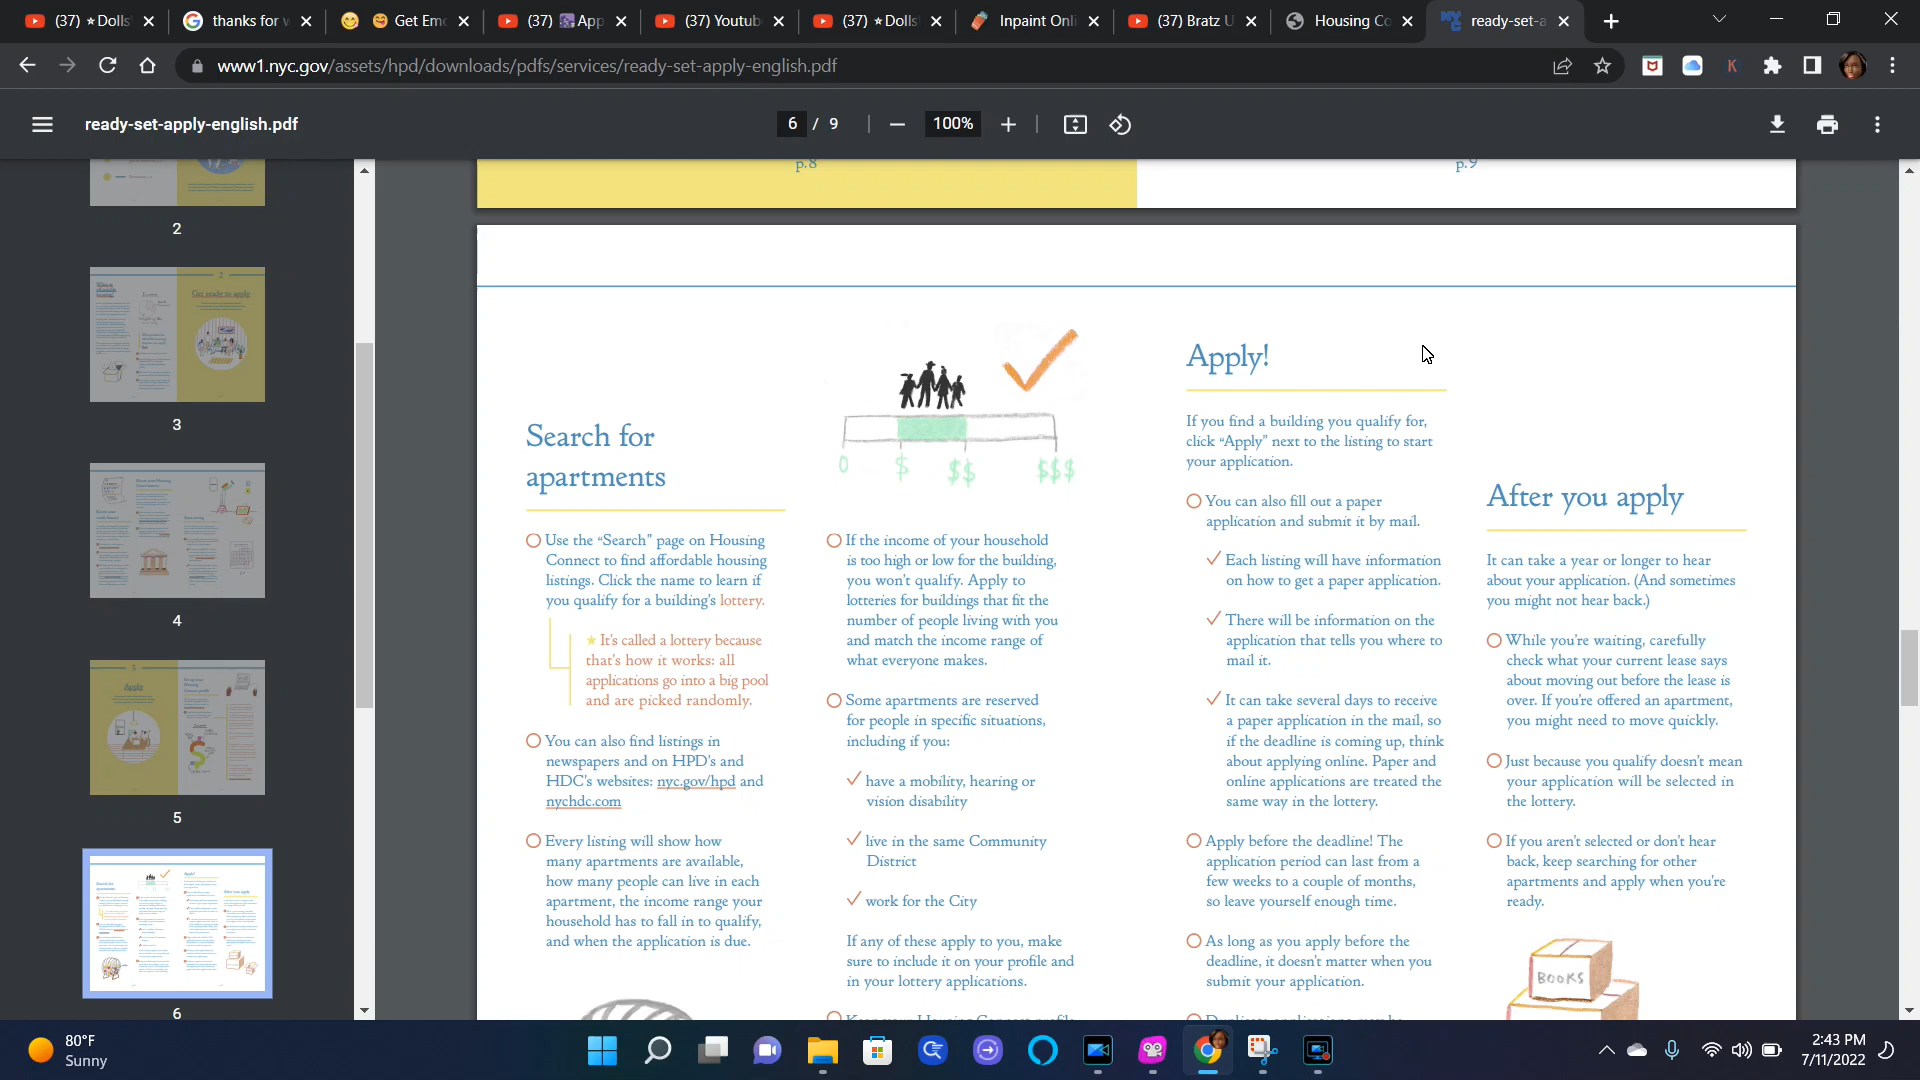 (37) ⭑Dolls
thanks for w
😄 Get Emo
(37) 🌆App
(37) Youtub
(37) ⭑Dolls
Inpaint Onli
(37) Bratz U
Housing Co
ready-set-a
www1.nyc.gov/assets/hpd/downloads/pdfs/services/ready-set-apply-english.pdf
ready-set-apply-english.pdf
6 / 9
100%
2
3
4
5
6
p.8
p.9
Search for
apartments
Use the “Search” page on Housing
Connect to find affordable housing
listings. Click the name to learn if
you qualify for a building's lottery.
★ It's called a lottery because
that's how it works: all
applications go into a big pool
and are picked randomly.
You can also find listings in
newspapers and on HPD's and
HDC's websites: nyc.gov/hpd and
nychdc.com
Every listing will show how
many apartments are available,
how many people can live in each
apartment, the income range your
household has to fall in to qualify,
and when the application is due.
0 $ $$ $$$
If the income of your household
is too high or low for the building,
you won't qualify. Apply to
lotteries for buildings that fit the
number of people living with you
and match the income range of
what everyone makes.
Some apartments are reserved
for people in specific situations,
including if you:
have a mobility, hearing or
vision disability
live in the same Community
District
work for the City
If any of these apply to you, make
sure to include it on your profile and
in your lottery applications.
Keep your Housing Connect profile
Apply!
If you find a building you qualify for,
click “Apply” next to the listing to start
your application.
You can also fill out a paper
application and submit it by mail.
Each listing will have information
on how to get a paper application.
There will be information on the
application that tells you where to
mail it.
It can take several days to receive
a paper application in the mail, so
if the deadline is coming up, think
about applying online. Paper and
online applications are treated the
same way in the lottery.
Apply before the deadline! The
application period can last from a
few weeks to a couple of months,
so leave yourself enough time.
As long as you apply before the
deadline, it doesn't matter when you
submit your application.
Duplicate applications may be
After you apply
It can take a year or longer to hear
about your application. (And sometimes
you might not hear back.)
While you're waiting, carefully
check what your current lease says
about moving out before the lease is
over. If you're offered an apartment,
you might need to move quickly.
Just because you qualify doesn't mean
your application will be selected in
the lottery.
If you aren't selected or don't hear
back, keep searching for other
apartments and apply when you're
ready.
BOOKS
80°F
Sunny
2:43 PM
7/11/2022